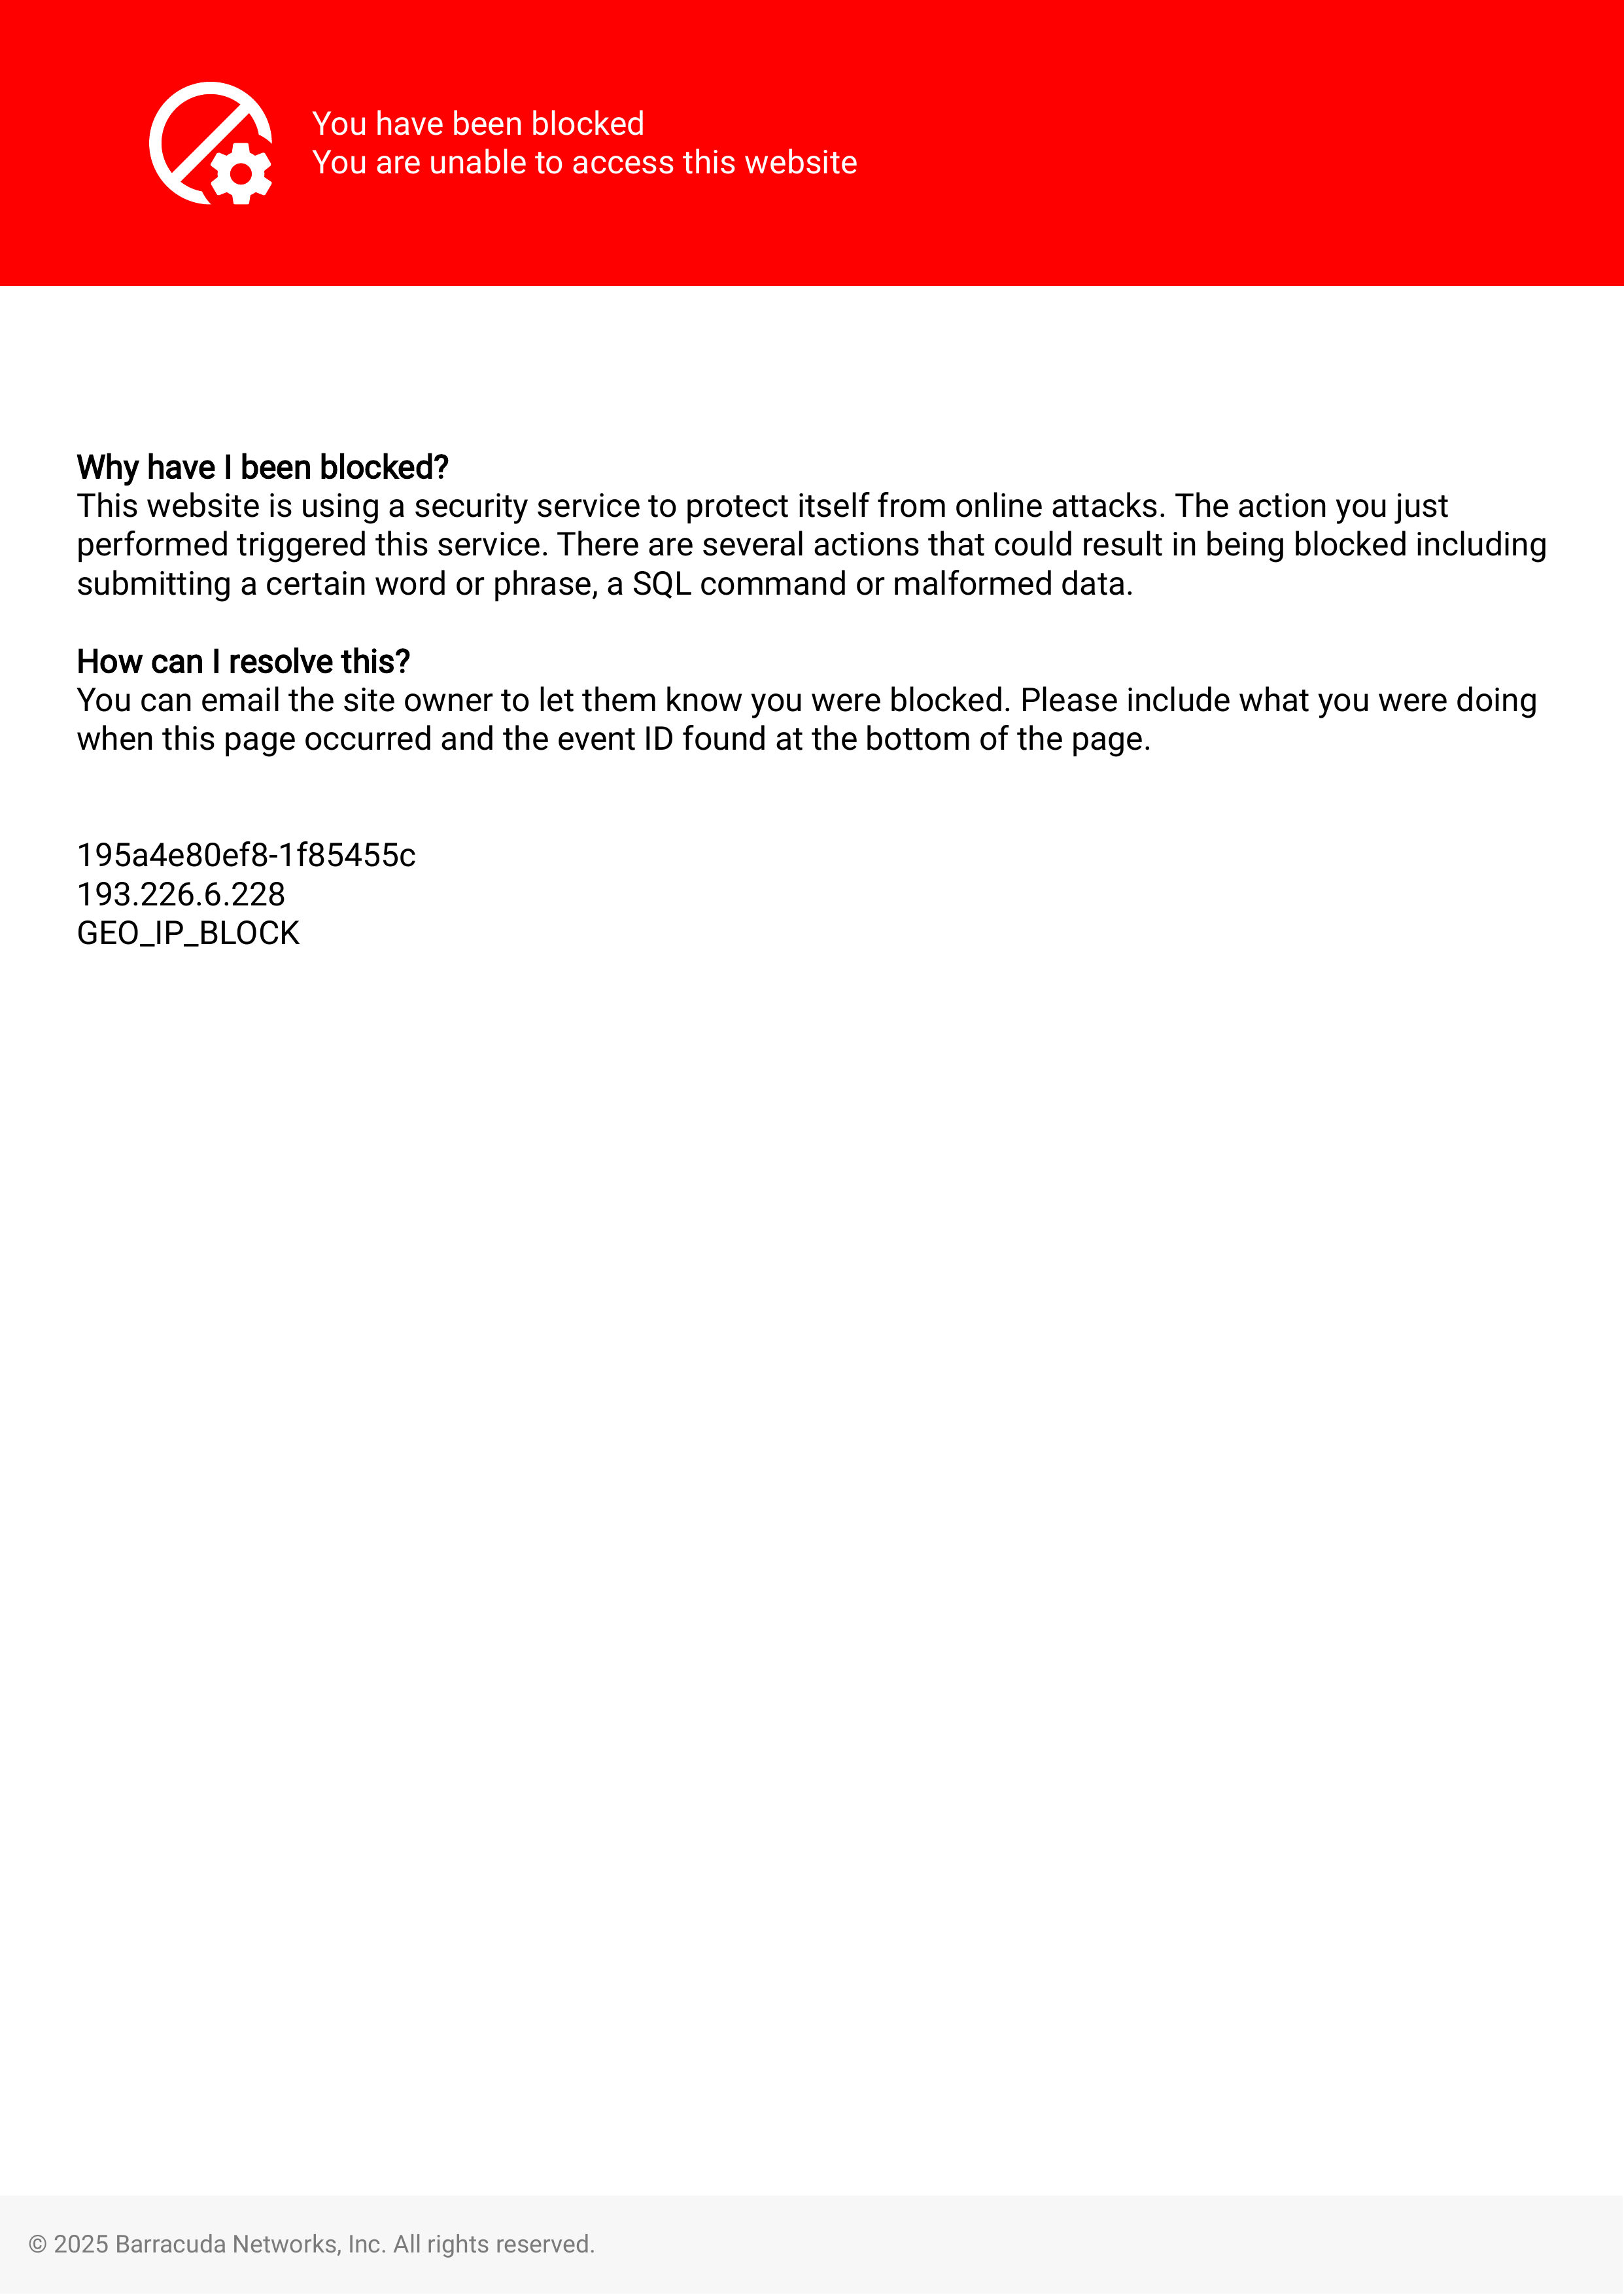 You have been blocked
You are unable to access this website
Why have I been blocked?
This website is using a security service to protect itself from online attacks. The action you just
performed triggered this service. There are several actions that could result in being blocked including
submitting a certain word or phrase, a SQL command or malformed data.
How can I resolve this?
You can email the site owner to let them know you were blocked. Please include what you were doing
when this page occurred and the event ID found at the bottom of the page.
195a4e80ef8-1f85455c
193.226.6.228
GEO_IP_BLOCK
© 2025 Barracuda Networks, Inc. All rights reserved.